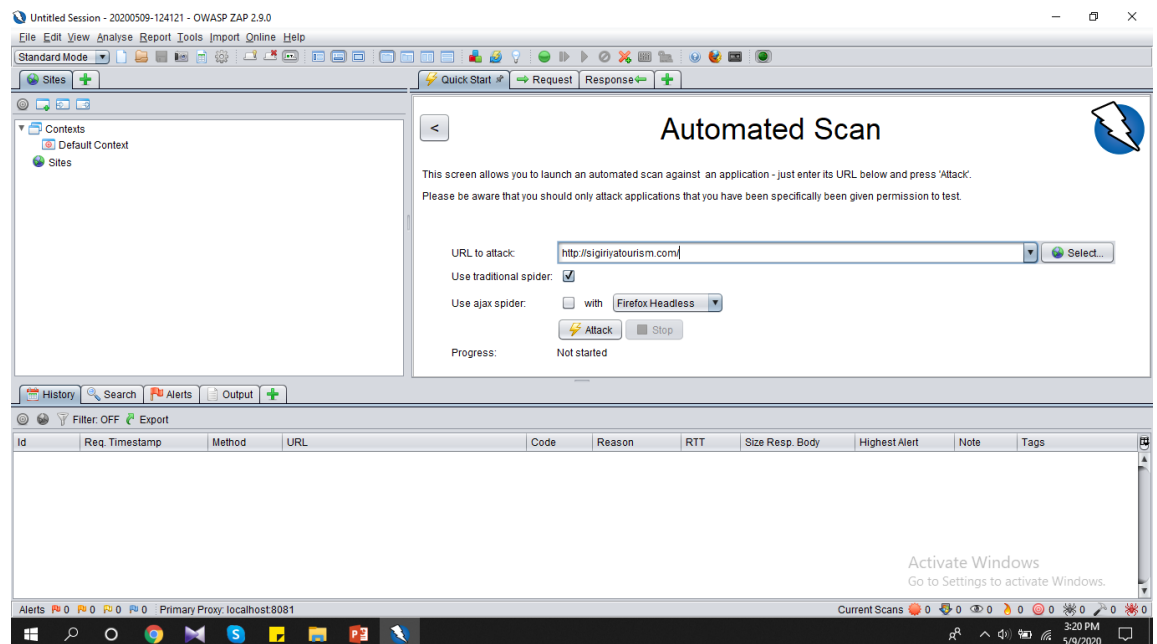 Untitled Session - 20200509-124121 - OWASP ZAP 2.9.0
File Edit View Analyse Report Tools Import Online Help
Standard Mode
Sites
Quick Start Request Response
Contexts
Default Context
Sites
<
Automated Scan
This screen allows you to launch an automated scan against an application - just enter its URL below and press 'Attack'.
Please be aware that you should only attack applications that you have been specifically been given permission to test.
URL to attack: http://sigiriyatourism.com/ Select...
Use traditional spider:
Use ajax spider: with Firefox Headless
Attack Stop
Progress: Not started
History Search Alerts Output
Filter: OFF Export
Id Req. Timestamp Method URL Code Reason RTT Size Resp. Body Highest Alert Note Tags
Activate Windows
Go to Settings to activate Windows.
Alerts 0 0 0 0 Primary Proxy: localhost:8081 Current Scans 0 0 0 0 0 0 0 0
3:20 PM
5/9/2020